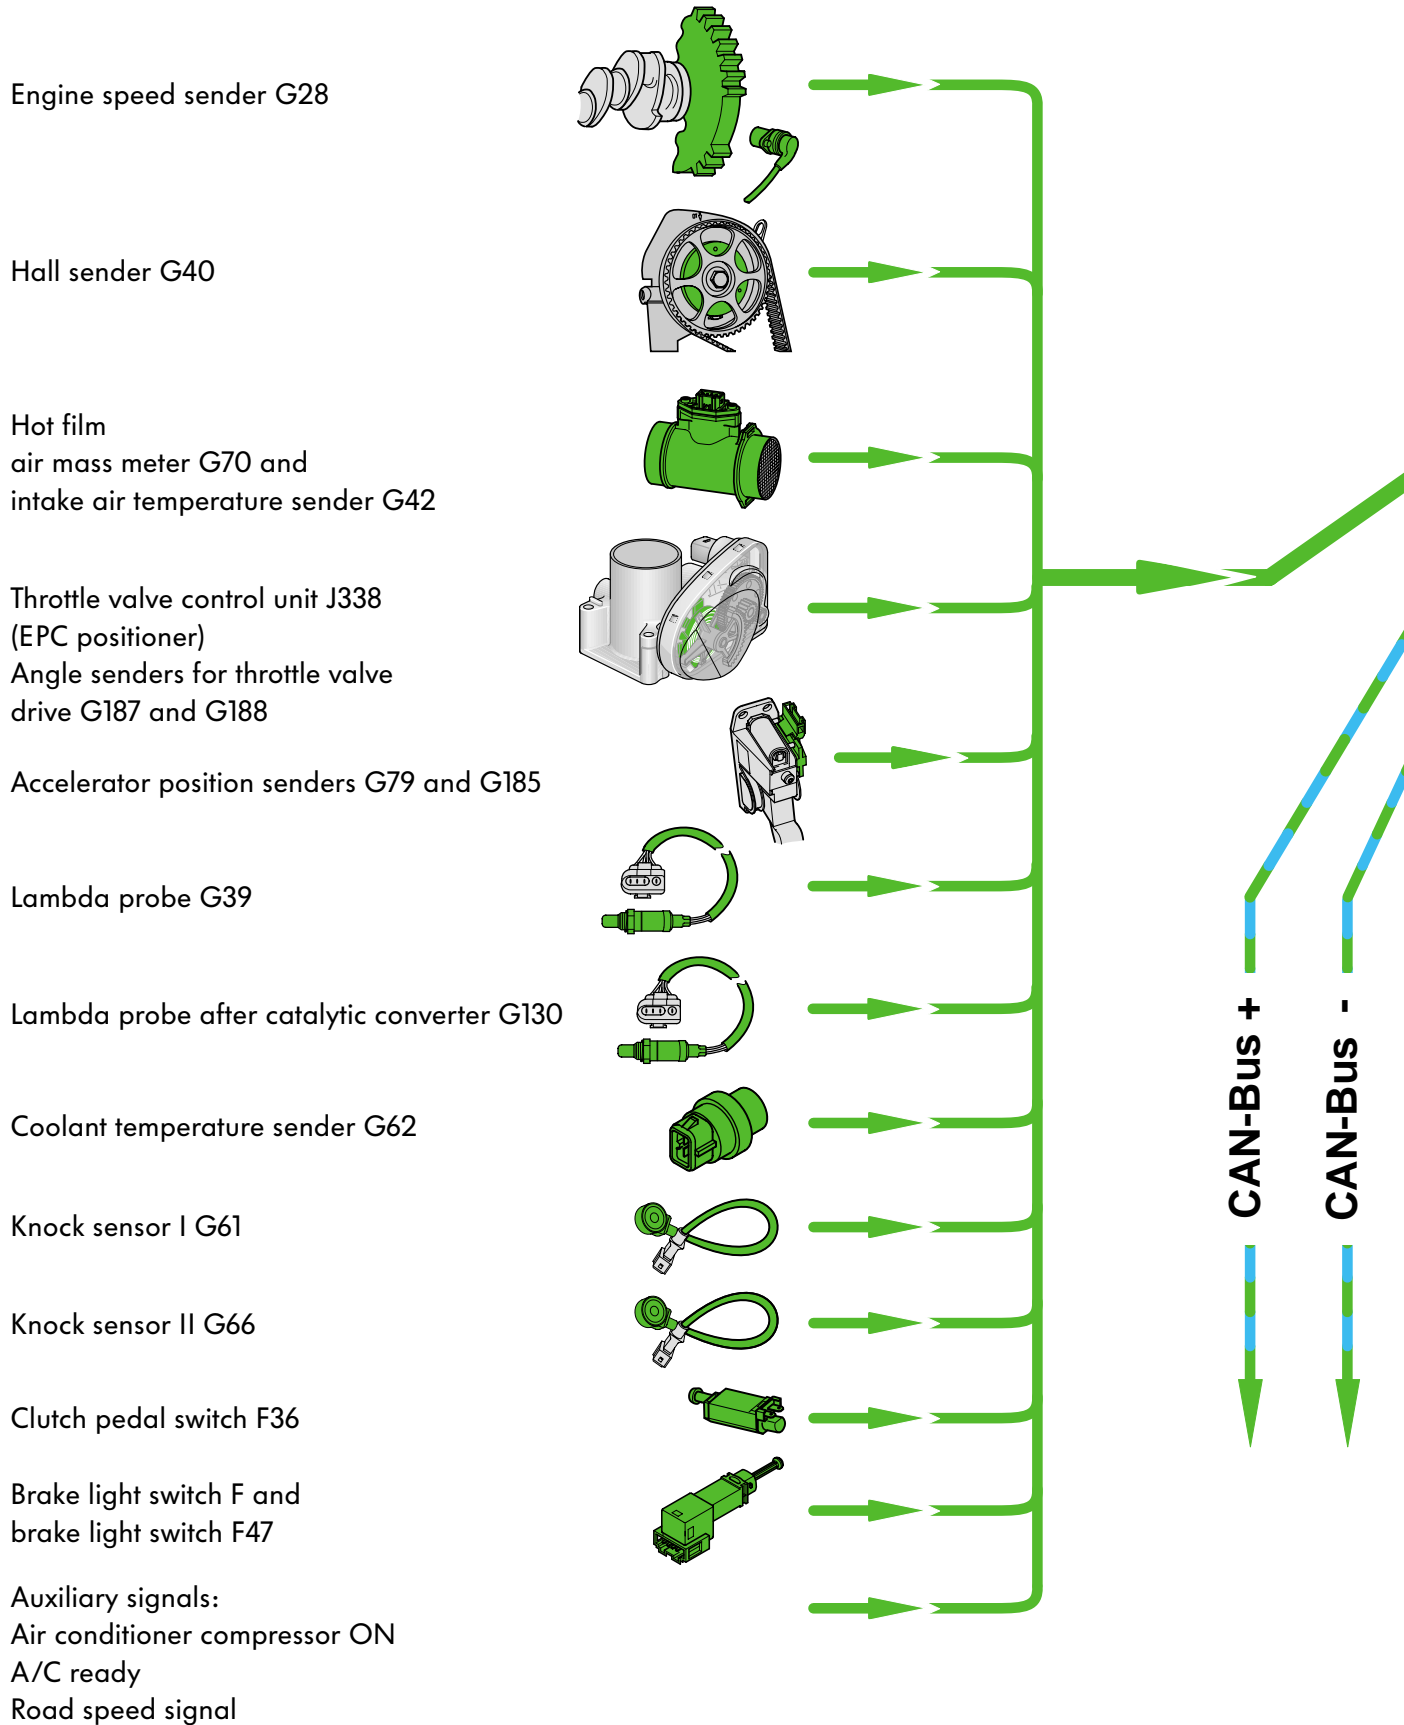 Engine speed sender G28
Hall sender G40
Hot film
air mass meter G70 and
intake air temperature sender G42
Throttle valve control unit J338
(EPC positioner)
Angle senders for throttle valve
drive G187 and G188
Accelerator position senders G79 and G185
Lambda probe G39
Lambda probe after catalytic converter G130
Coolant temperature sender G62
Knock sensor I G61
Knock sensor II G66
Clutch pedal switch F36
Brake light switch F and
brake light switch F47
Auxiliary signals:
Air conditioner compressor ON
A/C ready
Road speed signal
CAN-Bus +
CAN-Bus -